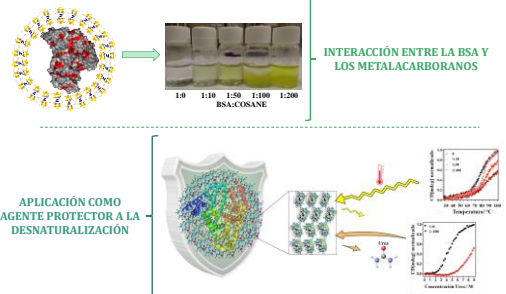 INTERACCIÓN ENTRE LA BSA Y
LOS METALACARBORANOS
1:0 1:10 1:50 1:100 1:200
BSA:COSANE
APLICACIÓN COMO
AGENTE PROTECTOR A LA
DESNATURALIZACIÓN
Temperatura/°C
Urea
Concentración Urea / M